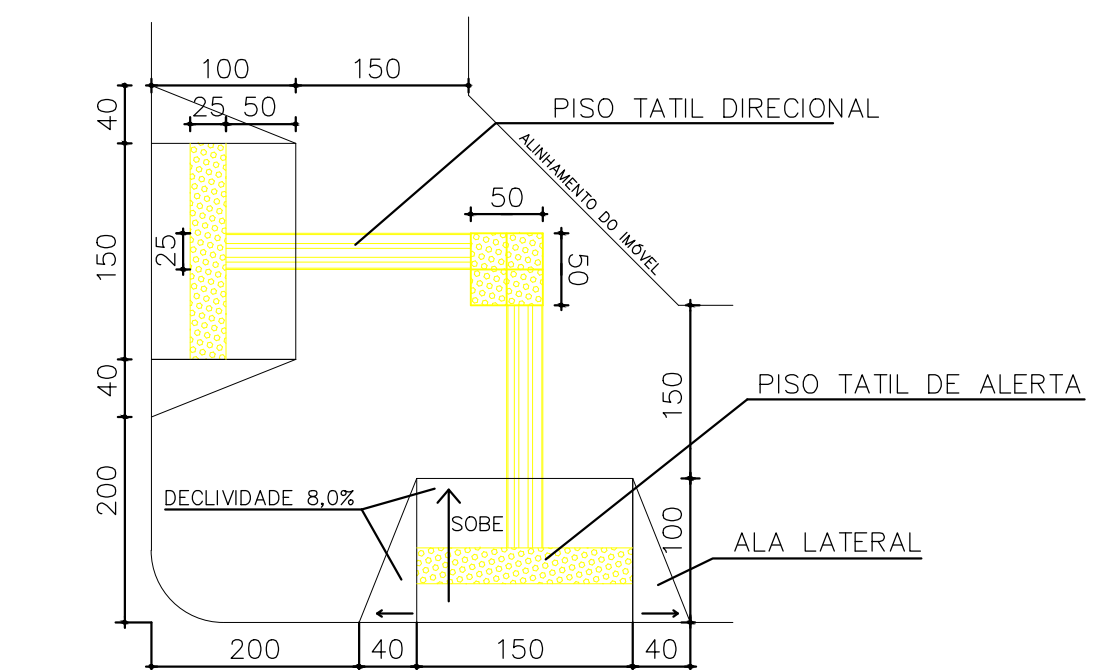 100
150
40
25
50
PISO TATIL DIRECIONAL
ALINHAMENTO DO IMÓVEL
50
150
25
50
40
150
PISO TATIL DE ALERTA
200
DECLIVIDADE 8,0%
SOBE
100
ALA LATERAL
200
40
150
40